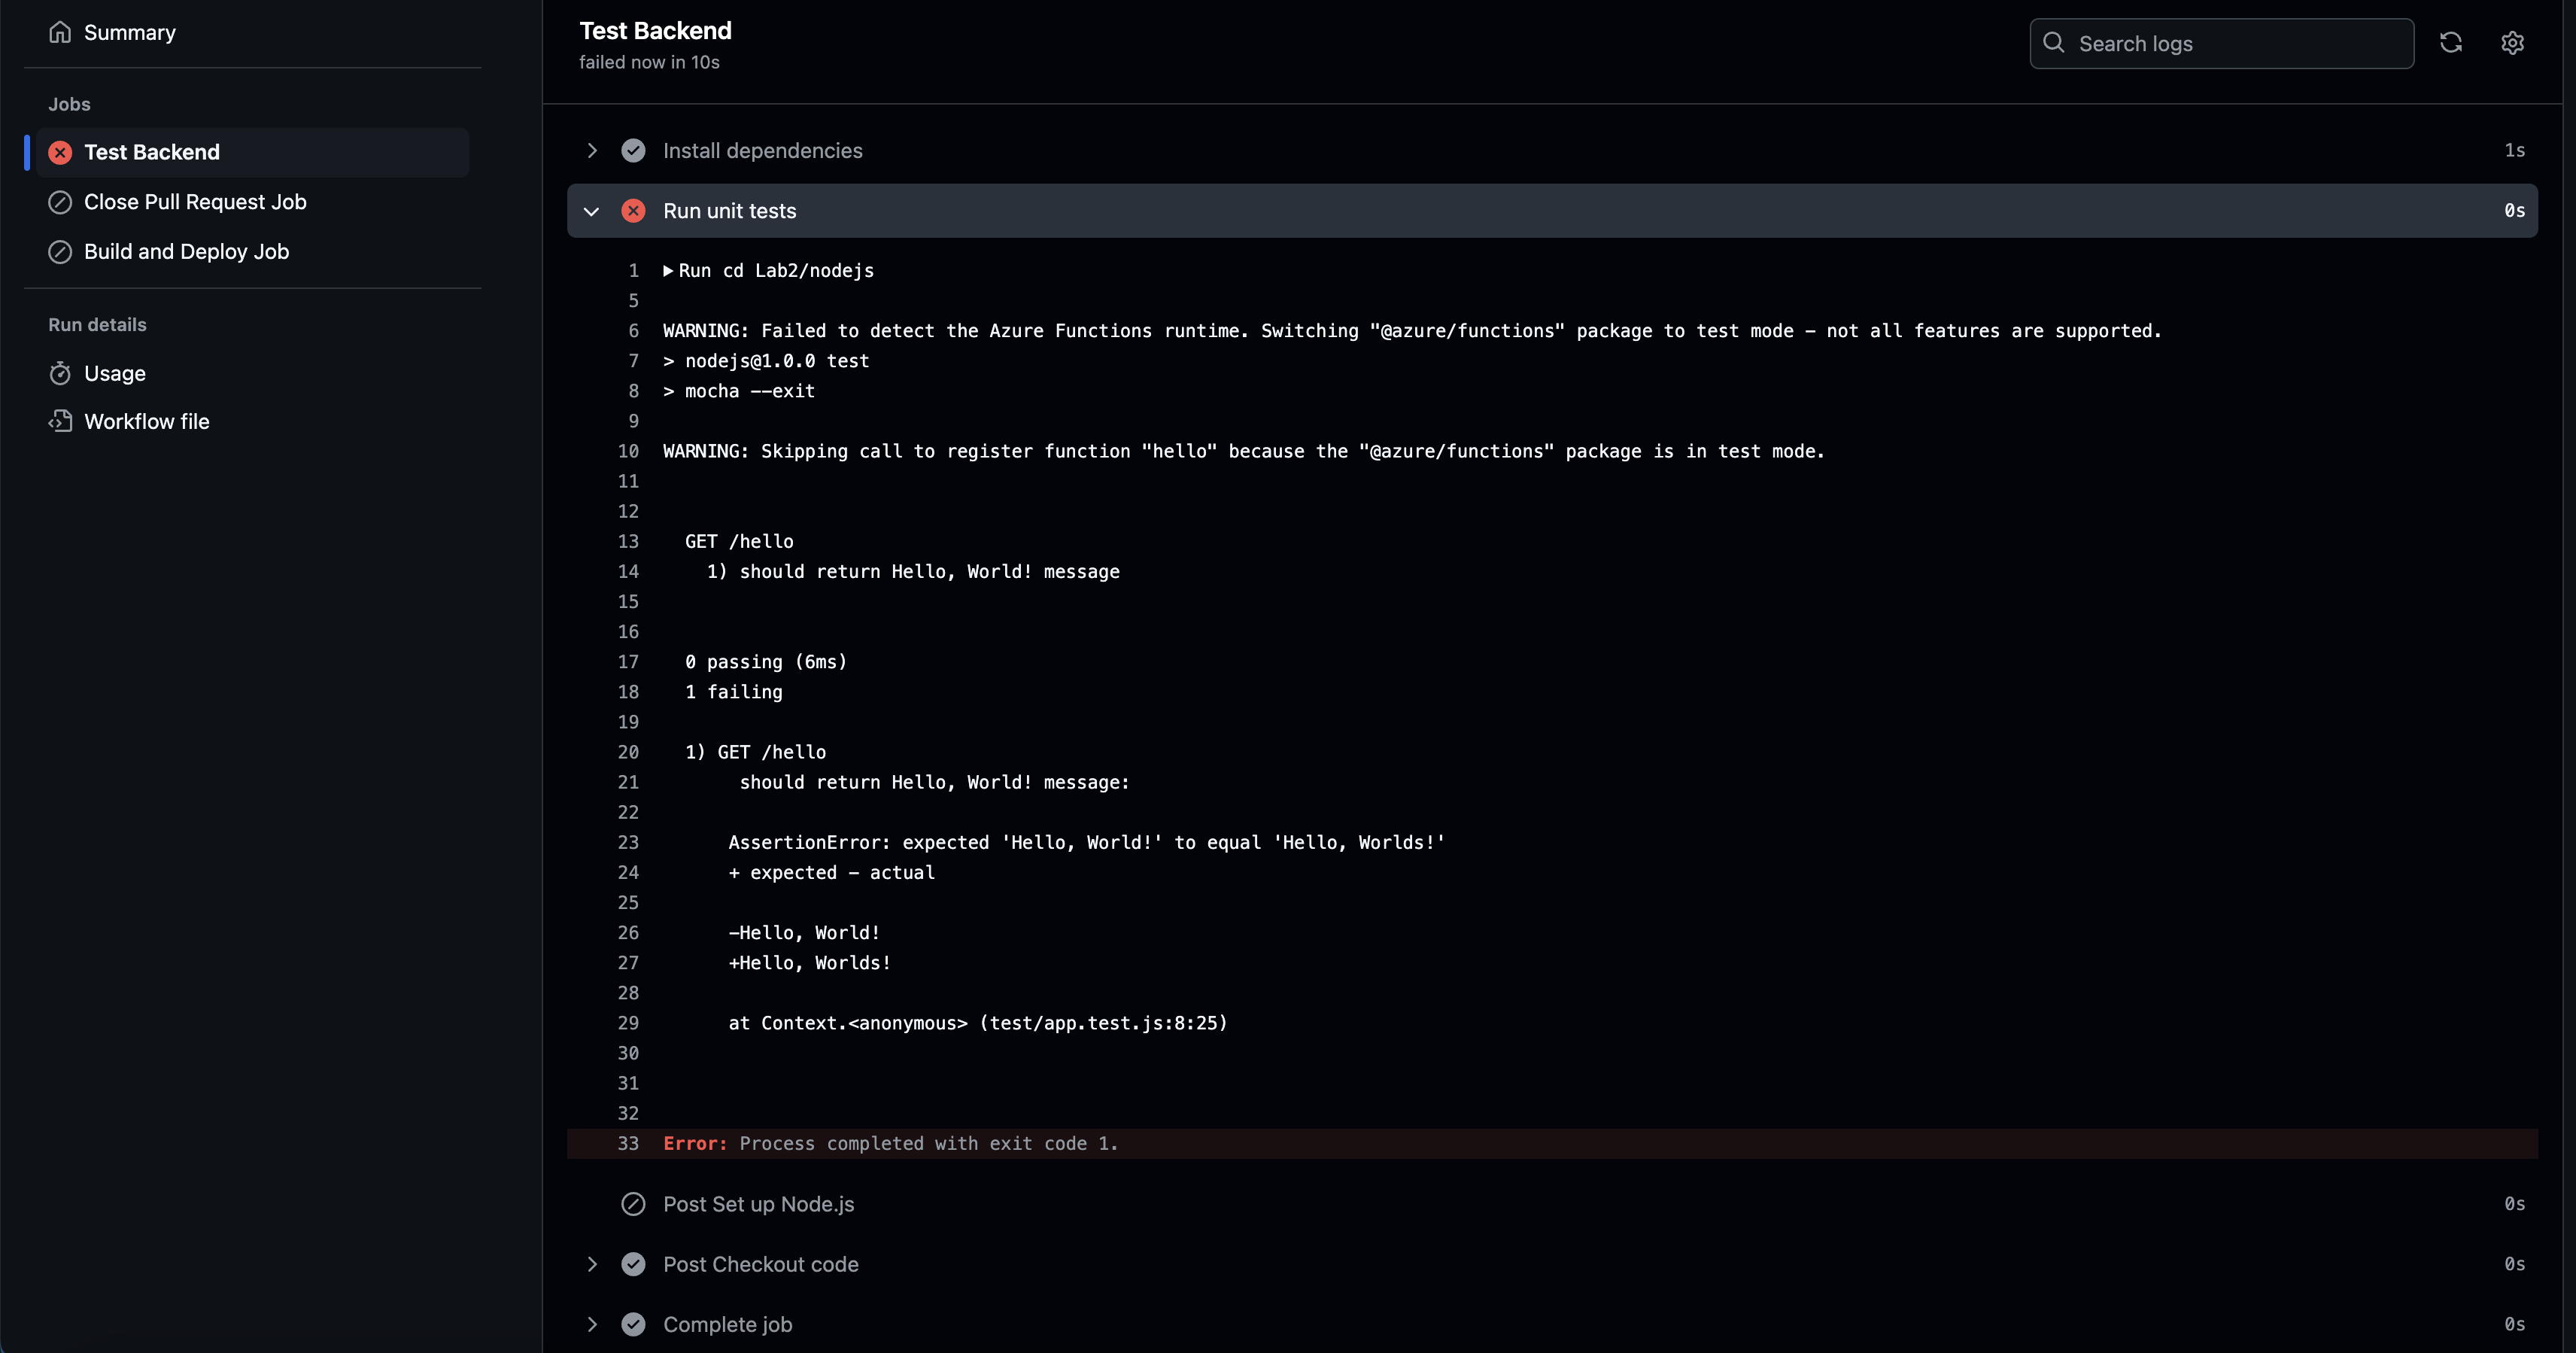 Summary
Jobs
Test Backend
Close Pull Request Job
Build and Deploy Job
Run details
Usage
Workflow file
Test Backend
failed now in 10s
Search logs
Install dependencies 1s
Run unit tests 0s
1 Run cd Lab2/nodejs
5
6 WARNING: Failed to detect the Azure Functions runtime. Switching "@azure/functions" package to test mode - not all features are supported.
7 > nodejs@1.0.0 test
8 > mocha --exit
9
10 WARNING: Skipping call to register function "hello" because the "@azure/functions" package is in test mode.
11
12
13 GET /hello
14 1) should return Hello, World! message
15
16
17 0 passing (6ms)
18 1 failing
19
20 1) GET /hello
21 should return Hello, World! message:
22
23 AssertionError: expected 'Hello, World!' to equal 'Hello, Worlds!'
24 + expected - actual
25
26 -Hello, World!
27 +Hello, Worlds!
28
29 at Context.<anonymous> (test/app.test.js:8:25)
30
31
32
33 Error: Process completed with exit code 1.
Post Set up Node.js 0s
Post Checkout code 0s
Complete job 0s